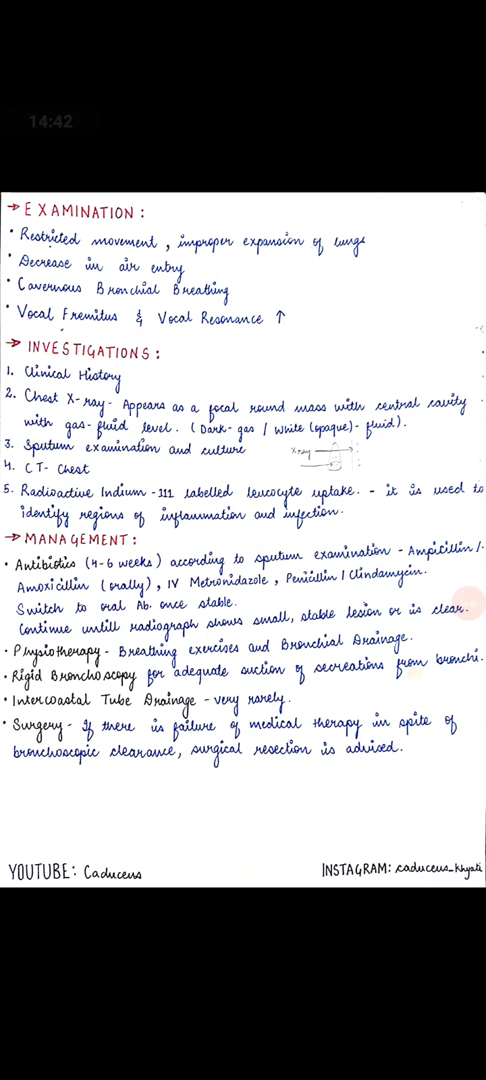 14:42
→ EXAMINATION:
• Restricted movement, improper expansion of lungs
• Decrease in air entry
• Cavernous Bronchial Breathing
• Vocal Fremitus & Vocal Resonance ↑
→ INVESTIGATIONS:
1. Clinical History
2. Chest X-ray - Appears as a focal round mass with central cavity
with gas-fluid level. (Dark-gas / White (opaque)- fluid).
3. Sputum examination and culture
X ray
4. CT- Chest
5. Radioactive Indium-111 labelled leucocyte uptake. - it is used to
identify regions of inflammation and infection.
→ MANAGEMENT:
• Antibiotics (4-6 weeks) according to sputum examination - Ampicillin/
Amoxicillin (orally), IV Metronidazole, Penicillin/Clindamycin.
Switch to oral Ab. once stable.
Continue untill radiograph shows small, stable lesion or is clear.
• Physiotherapy - Breathing exercises and Bronchial Drainage.
• Rigid Bronchoscopy for adequate suction of secreations from bronchi.
• Intercoastal Tube Drainage - very rarely.
• Surgery - If there is failure of medical therapy in spite of
bronchoscopic clearance, surgical resection is advised.
YOUTUBE: Caduceus
INSTAGRAM: caduceus_khyati